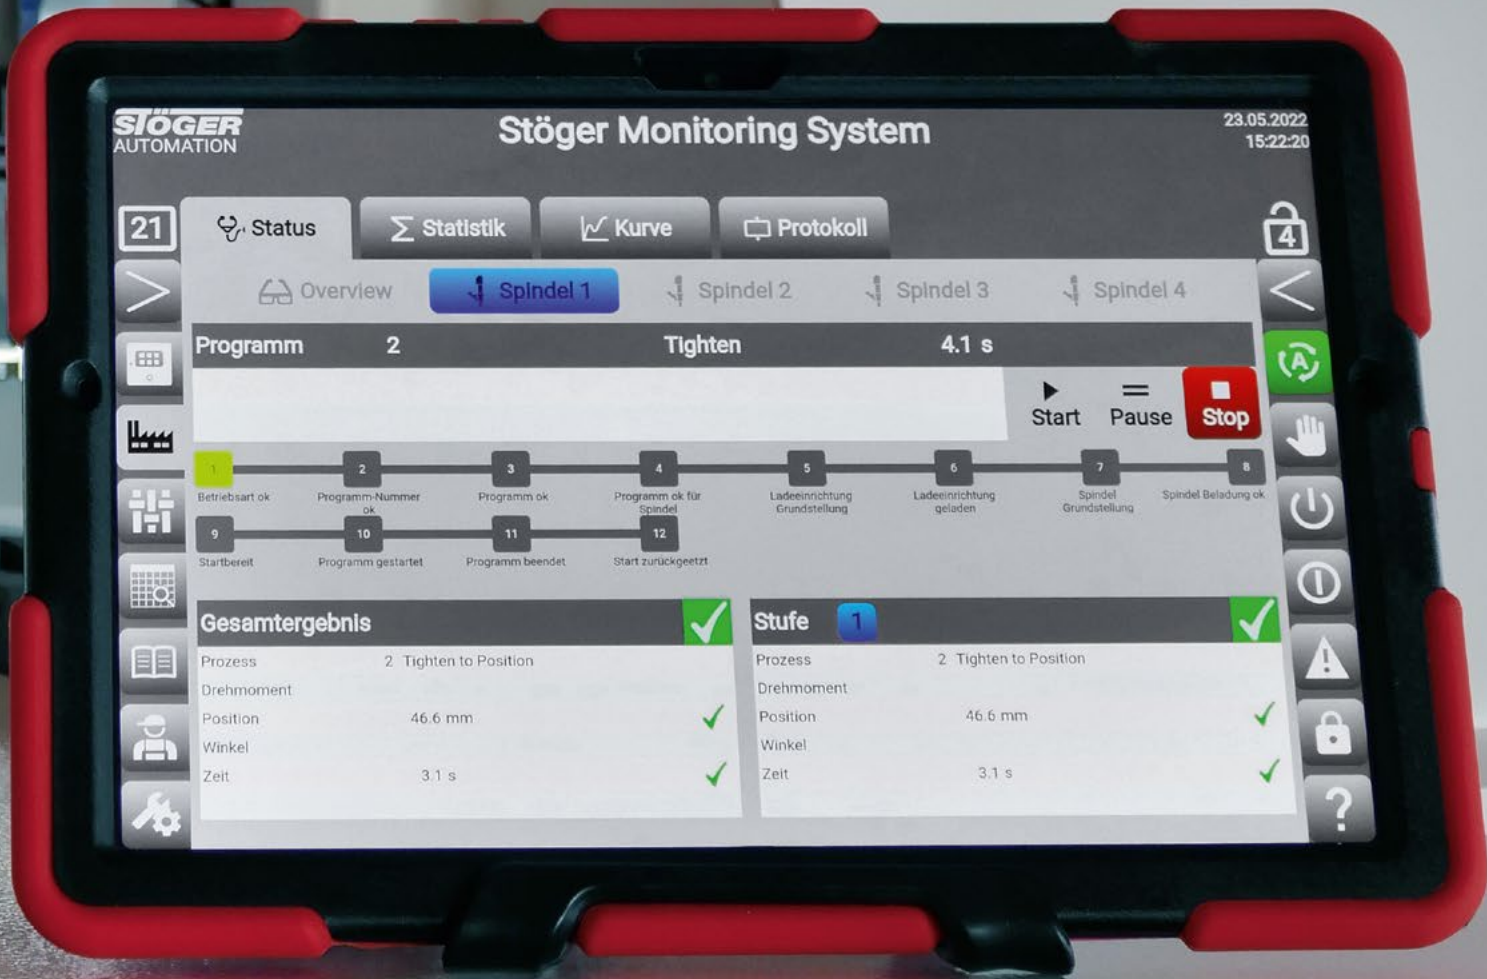 STÖGER
AUTOMATION
Stöger Monitoring System
23.05.2022
15:22:20
21
Status
Statistik
Kurve
Protokoll
4
Overview
Spindel 1
Spindel 2
Spindel 3
Spindel 4
A
Programm 2 Tighten 4.1 s
Start
Pause
Stop
1 2 3 4 5 6 7 8
Betriebsart ok
Programm-Nummer
ok
Programm ok
Programm ok für
Spindel
Ladeeinrichtung
Grundstellung
Ladeeinrichtung
geladen
Spindel
Grundstellung
Spindel Beladung ok
9 10 11 12
Startbereit
Programm gestartet
Programm beendet
Start zurückgeetzt
Gesamtergebnis
Prozess 2 Tighten to Position
Drehmoment
Position 46.6 mm
Winkel
Zeit 3.1 s
Stufe 1
Prozess 2 Tighten to Position
Drehmoment
Position 46.6 mm
Winkel
Zeit 3.1 s
?